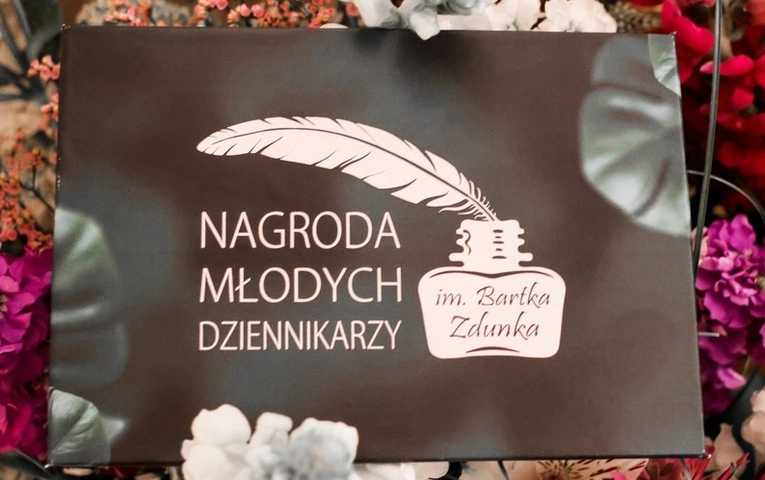 NAGRODA
MŁODYCH
DZIENNIKARZY
im. Bartka
Zdunka